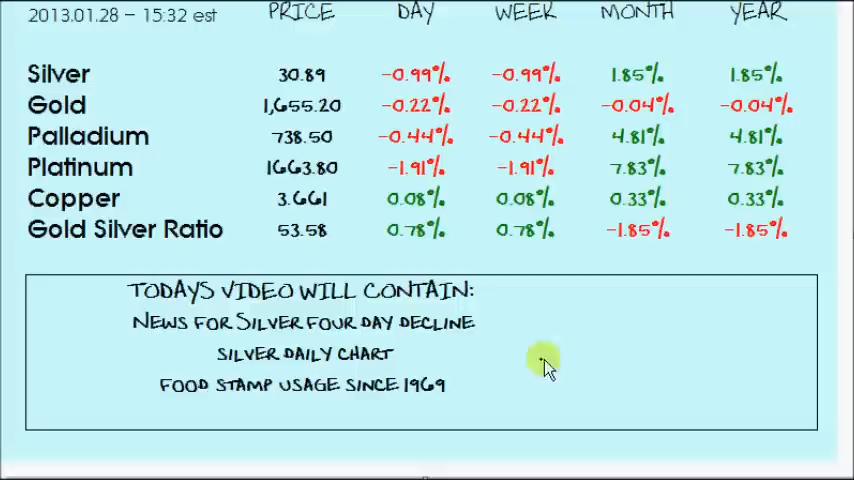 2013.01.28 – 15:32 est PRICE DAY WEEK MONTH YEAR
Silver 30.89 -0.99% -0.99% 1.85% 1.85%
Gold 1,655.20 -0.22% -0.22% -0.04% -0.04%
Palladium 738.50 -0.44% -0.44% 4.81% 4.81%
Platinum 1663.80 -1.91% -1.91% 7.83% 7.83%
Copper 3.661 0.08% 0.08% 0.33% 0.33%
Gold Silver Ratio 53.58 0.78% 0.78% -1.85% -1.85%
TODAYS VIDEO WILL CONTAIN:
NEWS FOR SILVER FOUR DAY DECLINE
SILVER DAILY CHART
FOOD STAMP USAGE SINCE 1969